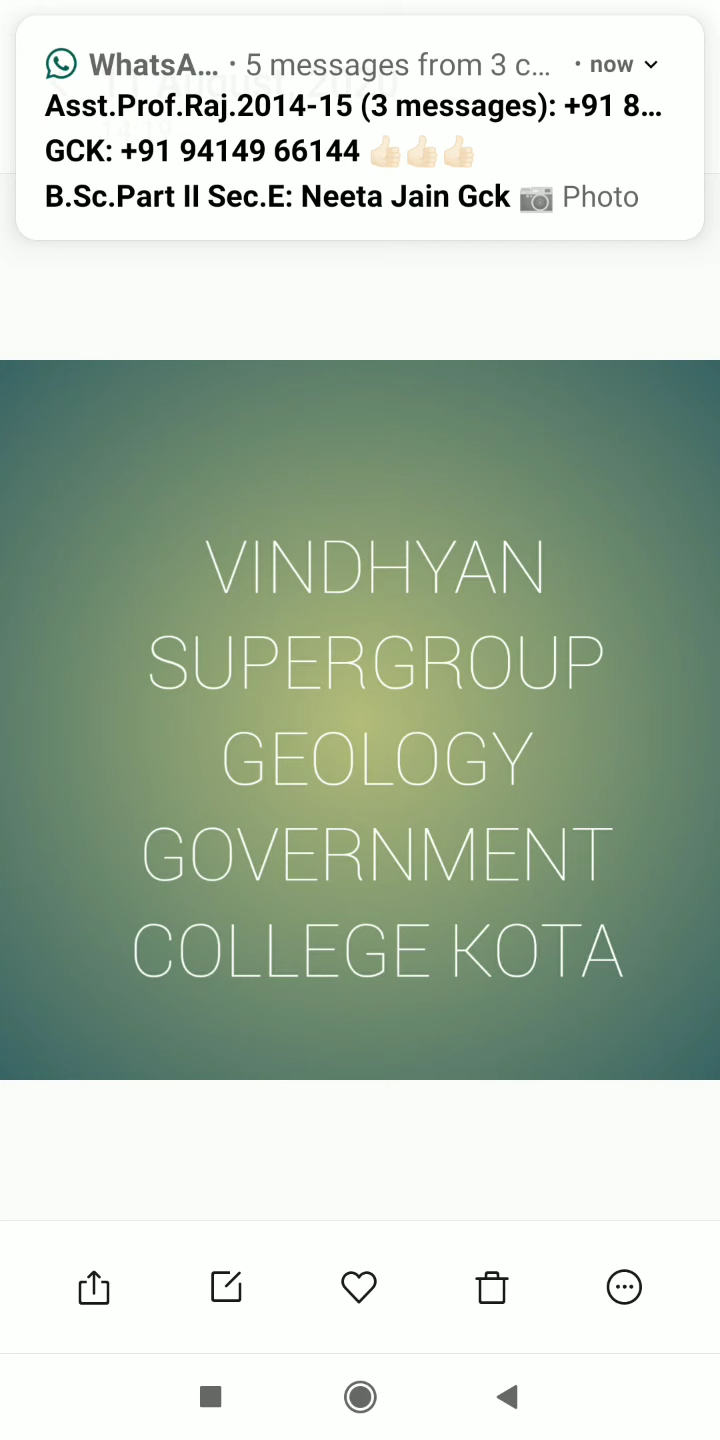 WhatsA... · 5 messages from 3 c... · now
Asst.Prof.Raj.2014-15 (3 messages): +91 8...
GCK: +91 94149 66144 👍🏻👍🏻👍🏻
B.Sc.Part II Sec.E: Neeta Jain Gck 📷 Photo
VINDHYAN
SUPERGROUP
GEOLOGY
GOVERNMENT
COLLEGE KOTA